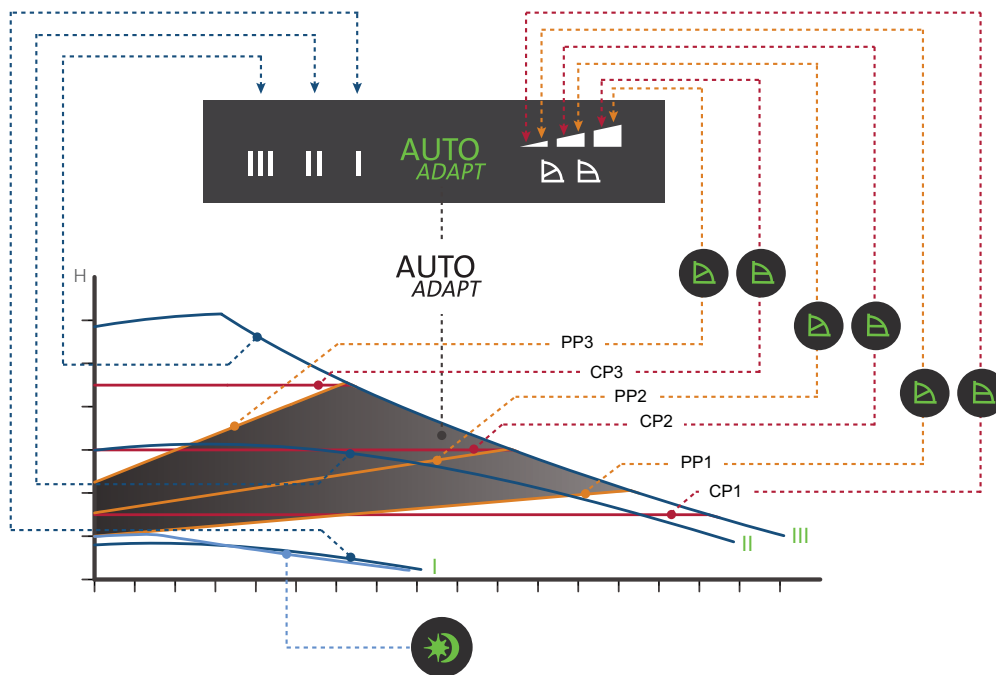 III II I
AUTO
ADAPT
AUTO
ADAPT
H
PP3
CP3
PP2
CP2
PP1
CP1
III
II
I